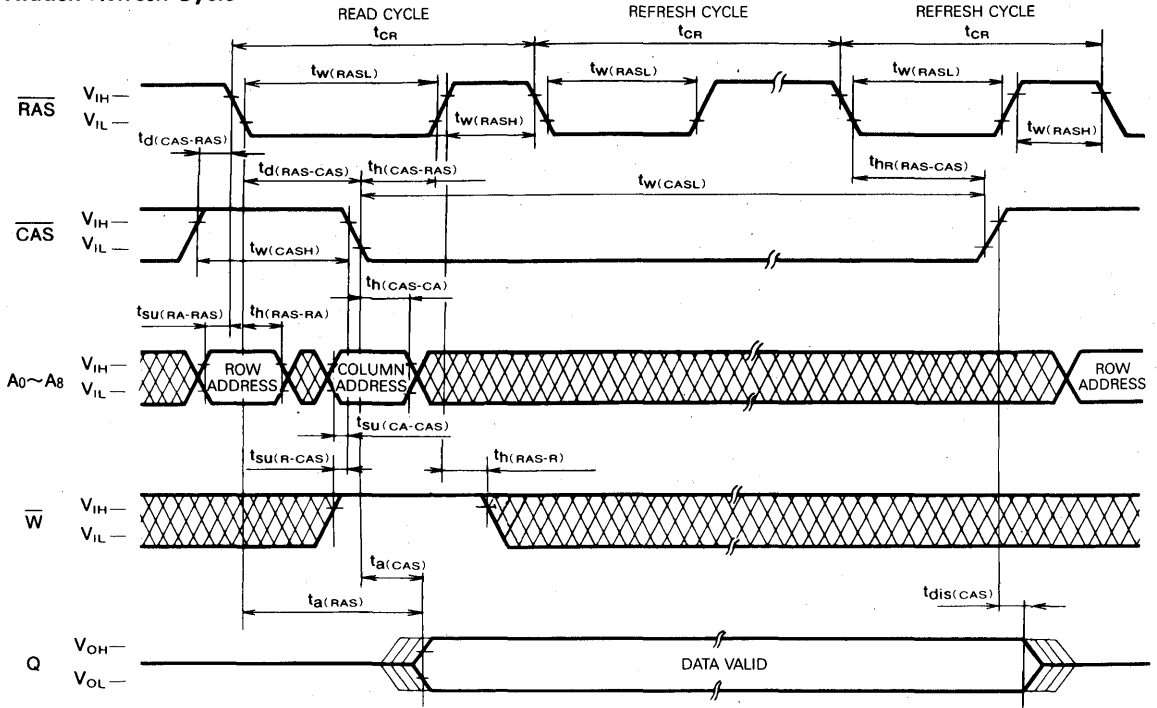 Hidden Refresh Cycle
READ CYCLE
REFRESH CYCLE
REFRESH CYCLE
tCR
tCR
tCR
tW(RASL)
tW(RASL)
tW(RASL)
RAS
VIH
VIL
tW(RASH)
tW(RASH)
td(CAS-RAS)
td(RAS-CAS)
th(CAS-RAS)
thR(RAS-CAS)
tW(CASL)
CAS
VIH
VIL
tW(CASH)
th(CAS-CA)
tsu(RA-RAS)
th(RAS-RA)
A0~A8
VIH
VIL
ROW ADDRESS
COLUMN ADDRESS
ROW ADDRESS
tsu(CA-CAS)
tsu(R-CAS)
th(RAS-R)
W
VIH
VIL
ta(CAS)
ta(RAS)
tdis(CAS)
Q
VOH
VOL
DATA VALID